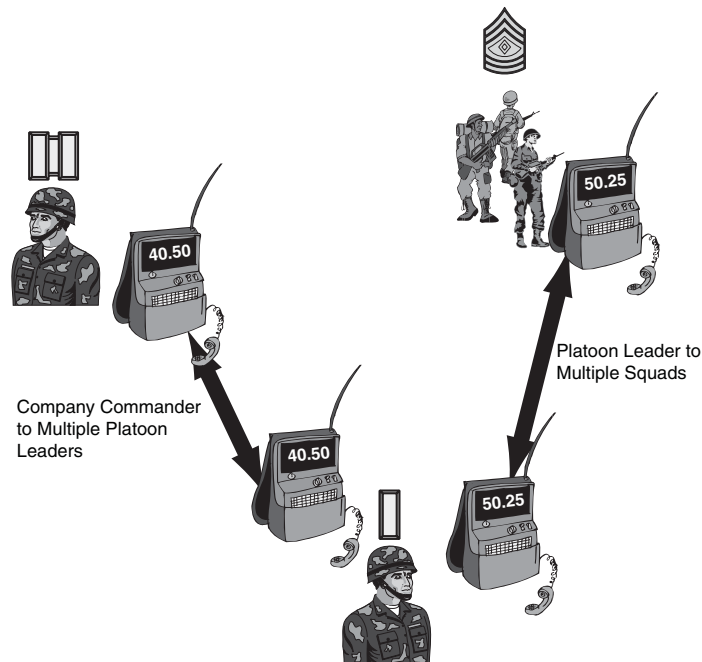 50.25
40.50
Platoon Leader to
Multiple Squads
Company Commander
to Multiple Platoon
Leaders
40.50
50.25